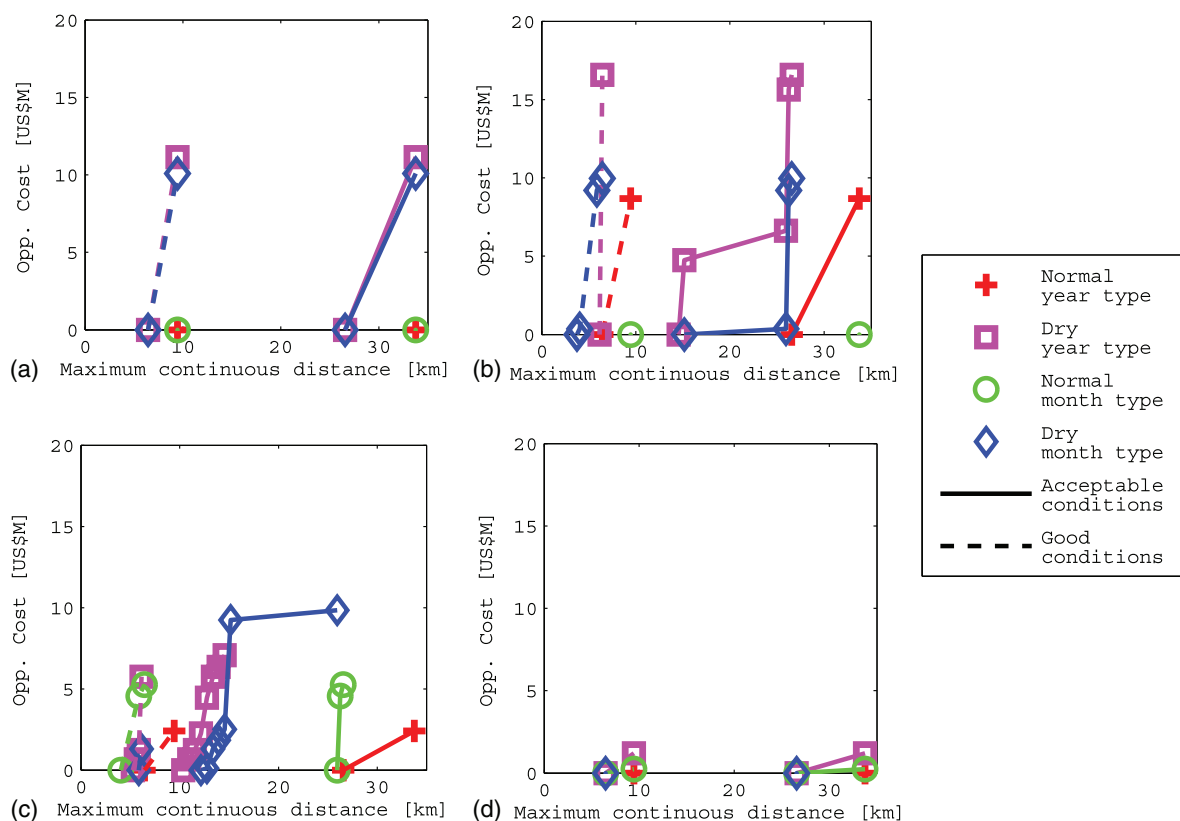 20
15
10
5
0
0
10
20
30
Opp. Cost [US$M]
(a) Maximum continuous distance [km]
20
15
10
5
0
0
10
20
30
Opp. Cost [US$M]
(b) Maximum continuous distance [km]
20
15
10
5
0
0
10
20
30
Opp. Cost [US$M]
(c) Maximum continuous distance [km]
20
15
10
5
0
0
10
20
30
Opp. Cost [US$M]
(d) Maximum continuous distance [km]
Normal
year type
Dry
year type
Normal
month type
Dry
month type
Acceptable
conditions
Good
conditions